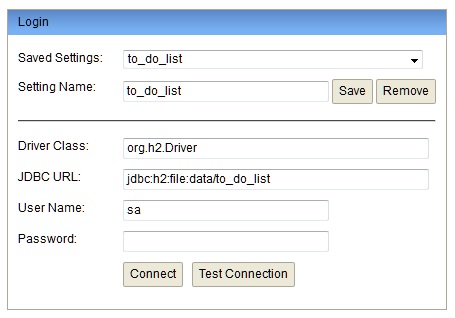 Login
Saved Settings: to_do_list
Setting Name: to_do_list Save Remove
Driver Class: org.h2.Driver
JDBC URL: jdbc:h2:file:data/to_do_list
User Name: sa
Password:
Connect Test Connection